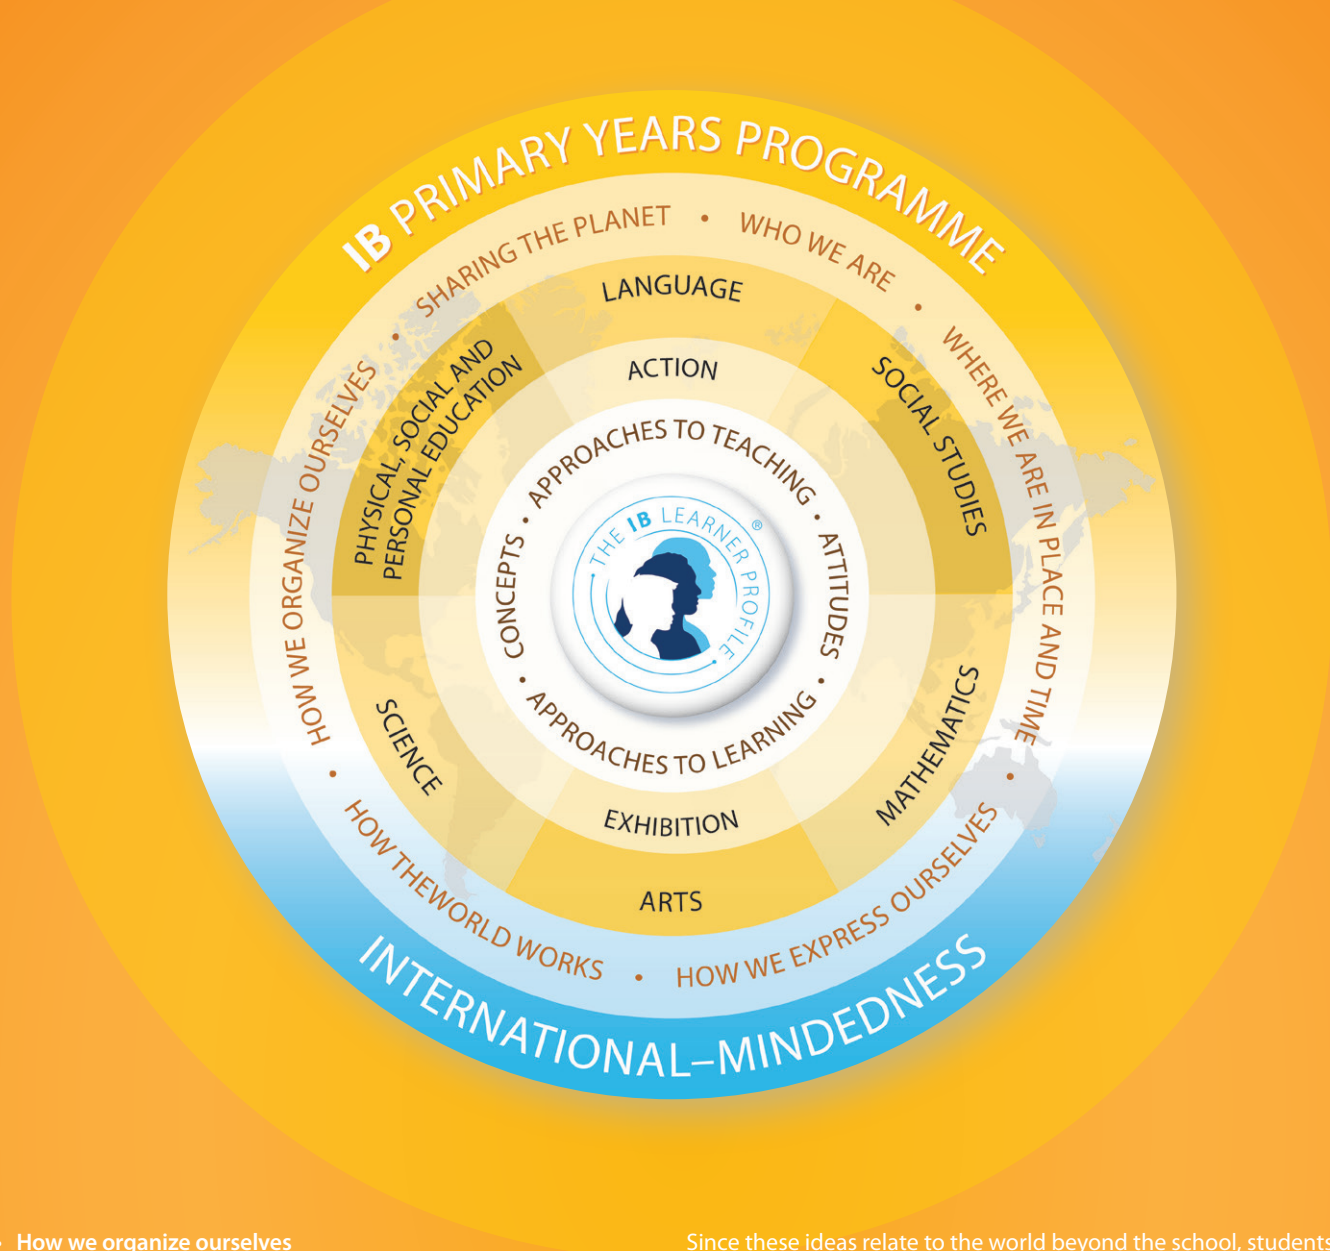 IB PRIMARY YEARS PROGRAMME
SHARING THE PLANET • WHO WE ARE • WHERE WE ARE IN PLACE AND TIME • HOW WE EXPRESS OURSELVES • HOW THEWORLD WORKS • HOW WE ORGANIZE OURSELVES •
LANGUAGE
SOCIAL STUDIES
MATHEMATICS
ARTS
SCIENCE
PHYSICAL, SOCIAL AND
PERSONAL EDUCATION
ACTION
EXHIBITION
APPROACHES TO TEACHING • ATTITUDES • APPROACHES TO LEARNING • CONCEPTS •
• THE IB LEARNER PROFILE •
®
INTERNATIONAL–MINDEDNESS
• How we organize ourselves
Since these ideas relate to the world beyond the school, students